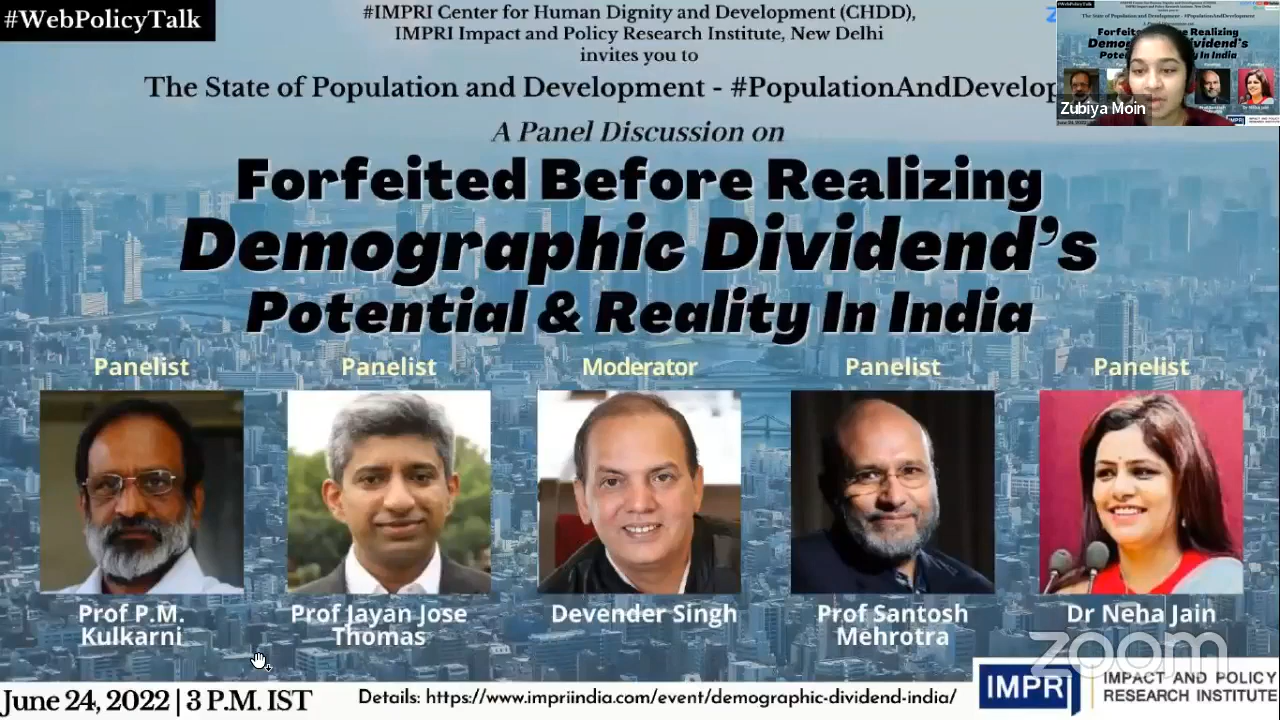 #WebPolicyTalk
#IMPRI Center for Human Dignity and Development (CHDD),
IMPRI Impact and Policy Research Institute, New Delhi
invites you to
The State of Population and Development - #PopulationAndDevelop
A Panel Discussion on
Forfeited Before Realizing
Demographic Dividend's
Potential & Reality In India
Zubiya Moin
Panelist
Panelist
Moderator
Panelist
Panelist
Prof P.M.
Kulkarni
Prof Jayan Jose
Thomas
Devender Singh
Prof Santosh
Mehrotra
Dr Neha Jain
zoom
June 24, 2022 | 3 P.M. IST
Details: https://www.impriindia.com/event/demographic-dividend-india/
IMPRI
IMPACT AND POLICY
RESEARCH INSTITUTE